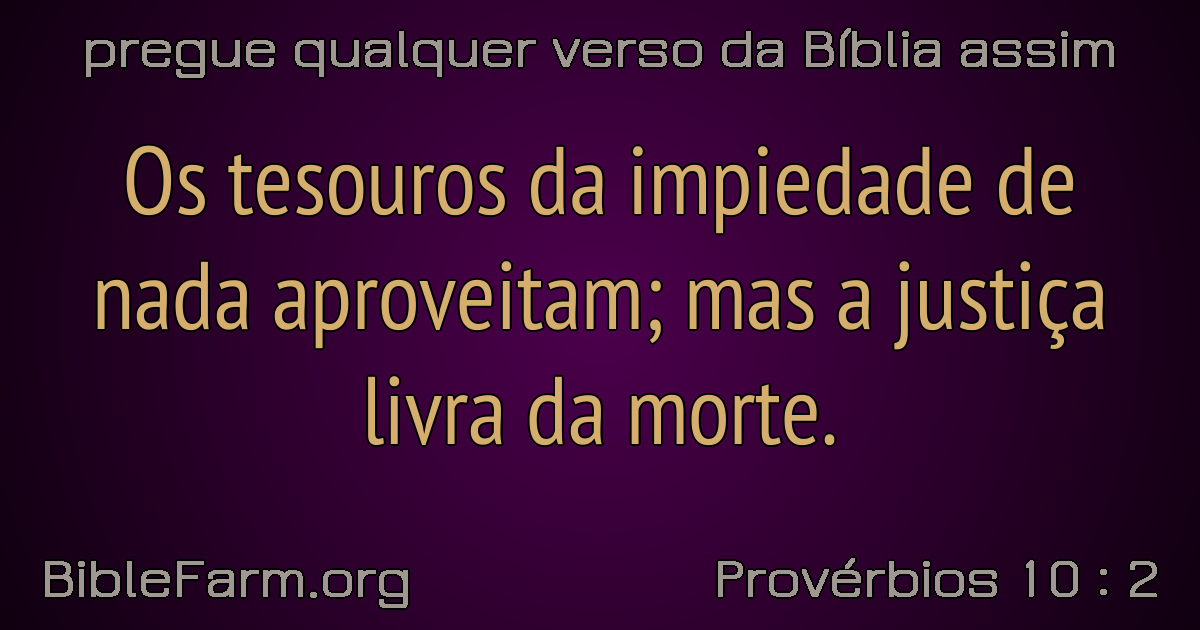 pregue qualquer verso da Bíblia assim
Os tesouros da impiedade de
nada aproveitam; mas a justiça
livra da morte.
BibleFarm.org
Provérbios 10 : 2